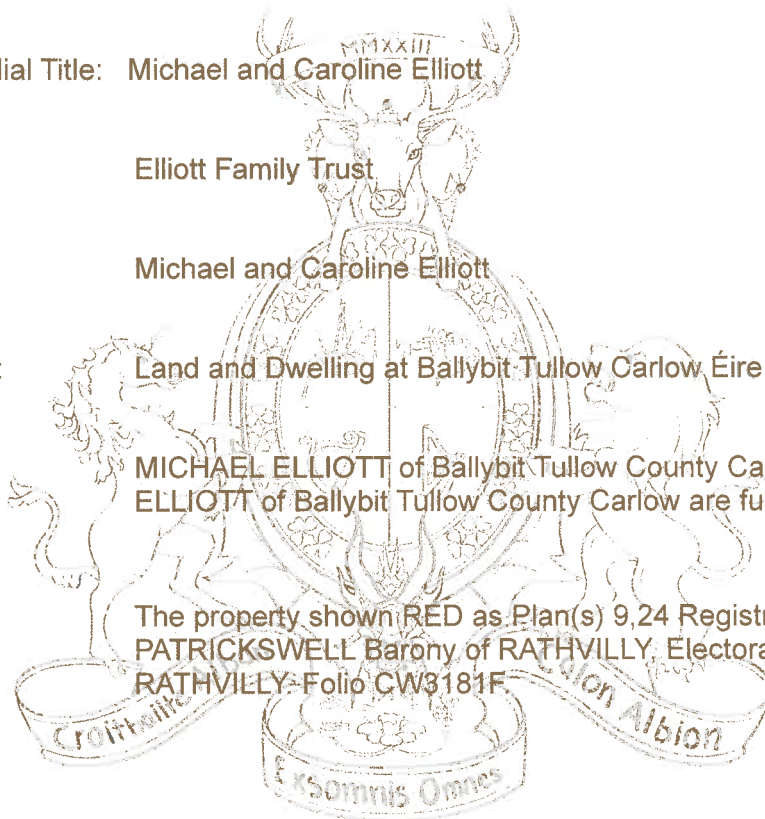 MMXXIII
dial Title: Michael and Caroline Elliott
Elliott Family Trust
Michael and Caroline Elliott
: Land and Dwelling at Ballybit Tullow Carlow Éire
MICHAEL ELLIOTT of Ballybit Tullow County Ca
ELLIOTT of Ballybit Tullow County Carlow are fu
The property shown RED as Plan(s) 9,24 Registr
PATRICKSWELL Barony of RATHVILLY, Electora
RATHVILLY. Folio CW3181F
Albion
Exsomnis Omnes